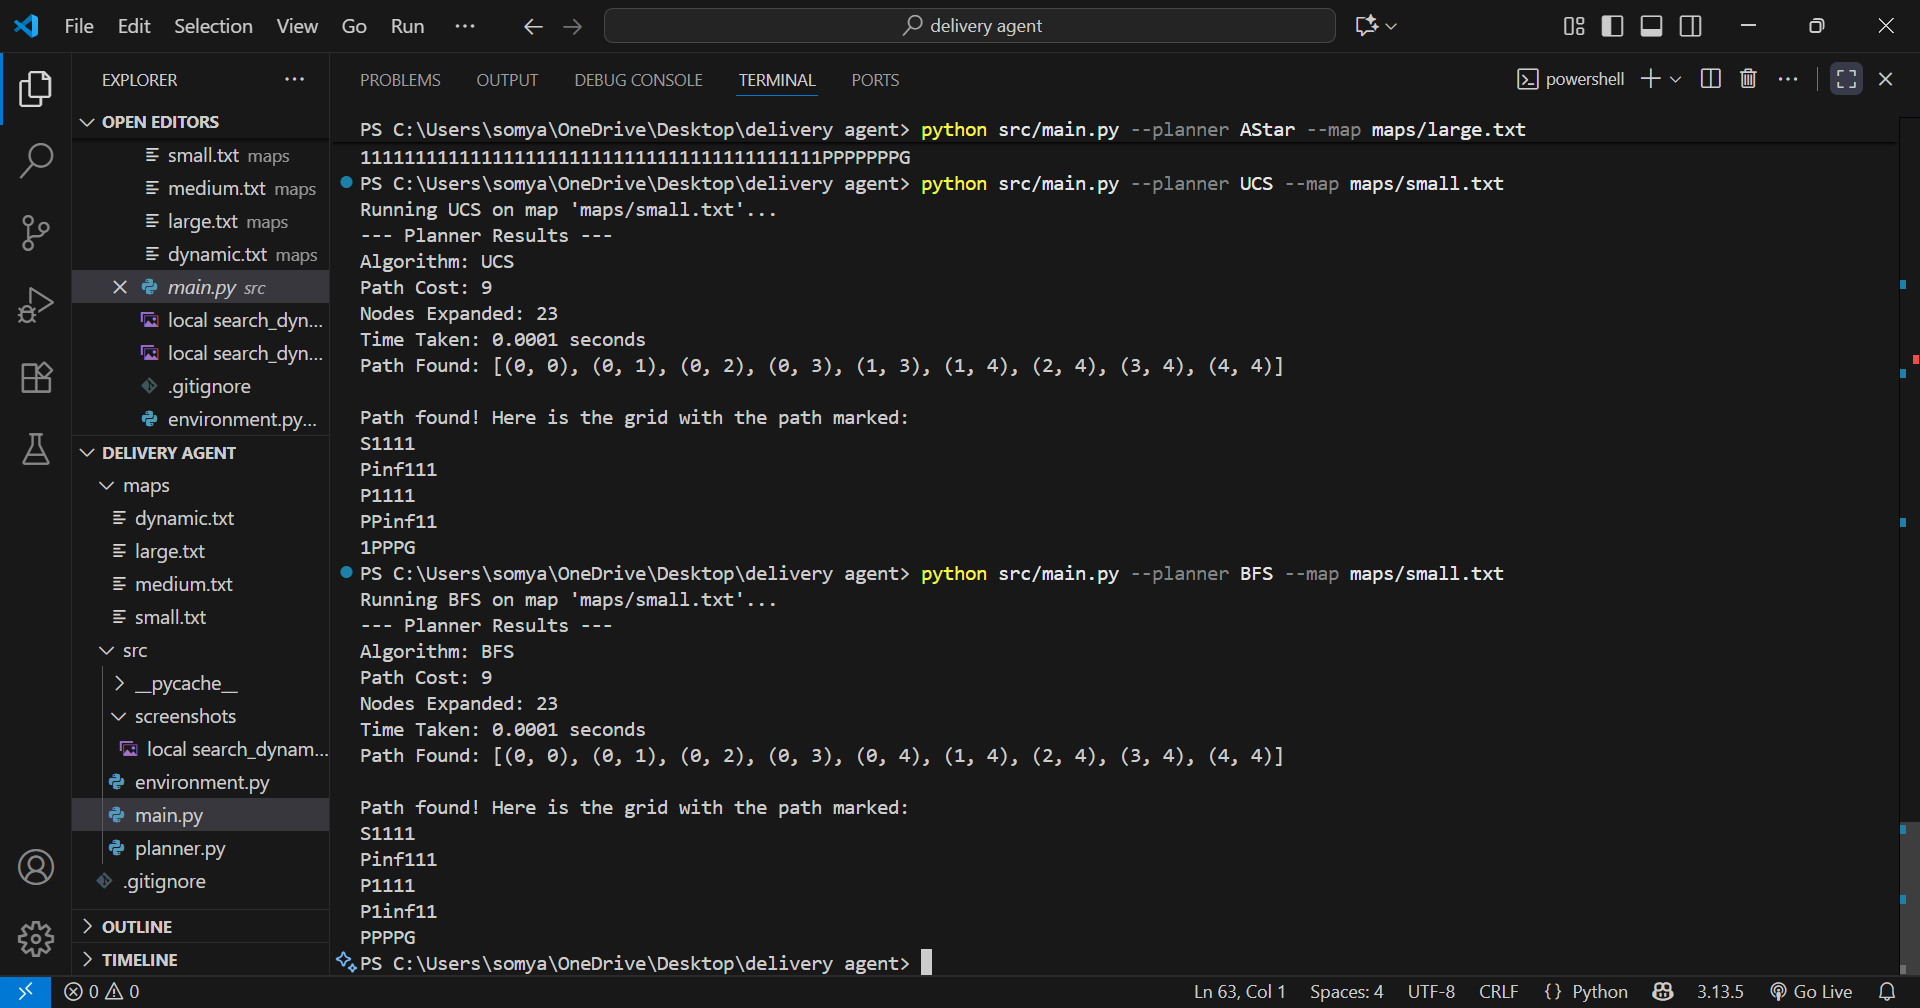 File Edit Selection View Go Run ··· delivery agent
EXPLORER ···
OPEN EDITORS
small.txt maps
medium.txt maps
large.txt maps
dynamic.txt maps
main.py src
local search_dyn...
local search_dyn...
.gitignore
environment.py...
DELIVERY AGENT
maps
dynamic.txt
large.txt
medium.txt
small.txt
src
__pycache__
screenshots
local search_dynam...
environment.py
main.py
planner.py
.gitignore
OUTLINE
TIMELINE
PROBLEMS OUTPUT DEBUG CONSOLE TERMINAL PORTS powershell
PS C:\Users\somya\OneDrive\Desktop\delivery agent> python src/main.py --planner AStar --map maps/large.txt
111111111111111111111111111111111111111111PPPPPPPG
PS C:\Users\somya\OneDrive\Desktop\delivery agent> python src/main.py --planner UCS --map maps/small.txt
Running UCS on map 'maps/small.txt'...
--- Planner Results ---
Algorithm: UCS
Path Cost: 9
Nodes Expanded: 23
Time Taken: 0.0001 seconds
Path Found: [(0, 0), (0, 1), (0, 2), (0, 3), (1, 3), (1, 4), (2, 4), (3, 4), (4, 4)]
Path found! Here is the grid with the path marked:
S1111
Pinf111
P1111
PPinf11
1PPPG
PS C:\Users\somya\OneDrive\Desktop\delivery agent> python src/main.py --planner BFS --map maps/small.txt
Running BFS on map 'maps/small.txt'...
--- Planner Results ---
Algorithm: BFS
Path Cost: 9
Nodes Expanded: 23
Time Taken: 0.0001 seconds
Path Found: [(0, 0), (0, 1), (0, 2), (0, 3), (0, 4), (1, 4), (2, 4), (3, 4), (4, 4)]
Path found! Here is the grid with the path marked:
S1111
Pinf111
P1111
P1inf11
PPPPG
PS C:\Users\somya\OneDrive\Desktop\delivery agent>
0 0 Ln 63, Col 1 Spaces: 4 UTF-8 CRLF {} Python 3.13.5 Go Live